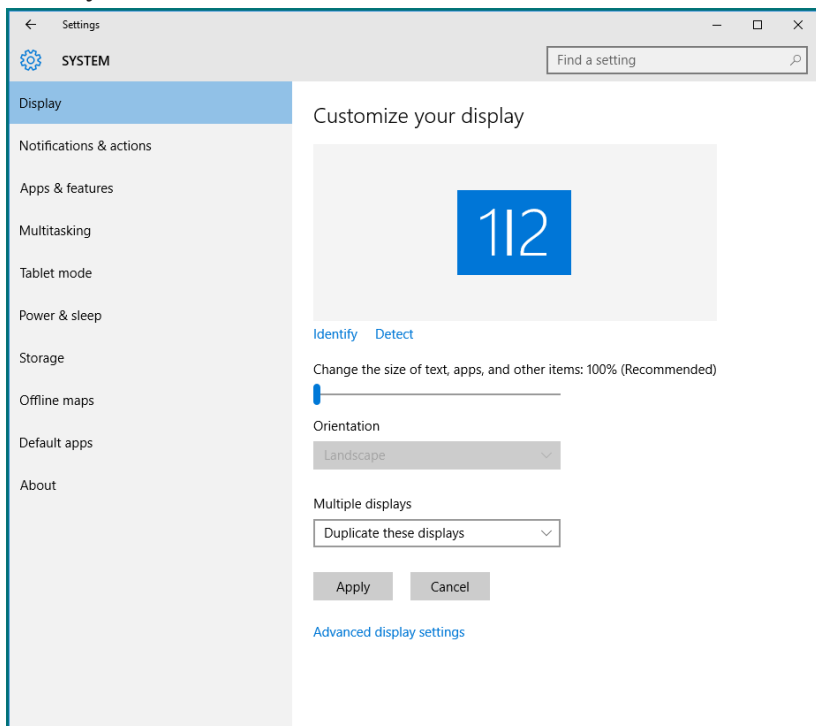 Settings
SYSTEM
Find a setting
Display
Notifications & actions
Apps & features
Multitasking
Tablet mode
Power & sleep
Storage
Offline maps
Default apps
About
Customize your display
1|2
Identify Detect
Change the size of text, apps, and other items: 100% (Recommended)
Orientation
Landscape
Multiple displays
Duplicate these displays
Apply Cancel
Advanced display settings